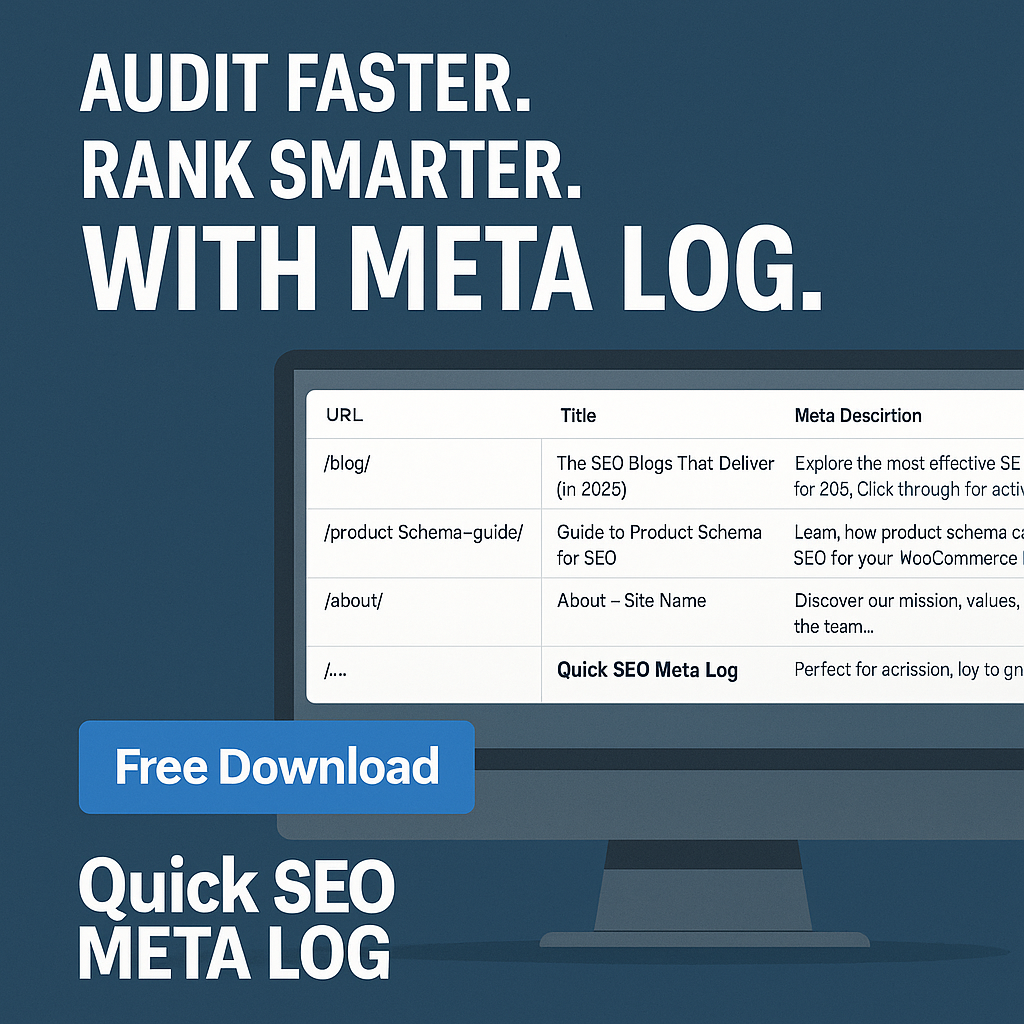 AUDIT FASTER.
RANK SMARTER.
WITH META LOG.
URL Title Meta Descirtion
/blog/ The SEO Blogs That Deliver Explore the most effective SE
(in 2025) for 205, Click through for activ
/product Schema–guide/ Guide to Product Schema Leam, how product schema ca
for SEO SEO for your WooCommerce
/about/ About – Site Name Discover our mission, values,
the team...
/.... Quick SEO Meta Log Perfect for acrission, loy to gn
Free Download
Quick SEO
META LOG